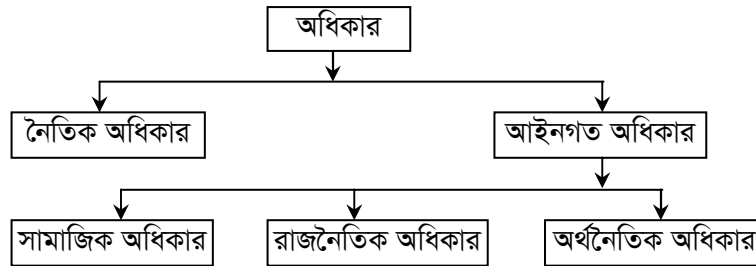 অধিকার
নৈতিক অধিকার আইনগত অধিকার
সামাজিক অধিকার রাজনৈতিক অধিকার অর্থনৈতিক অধিকার